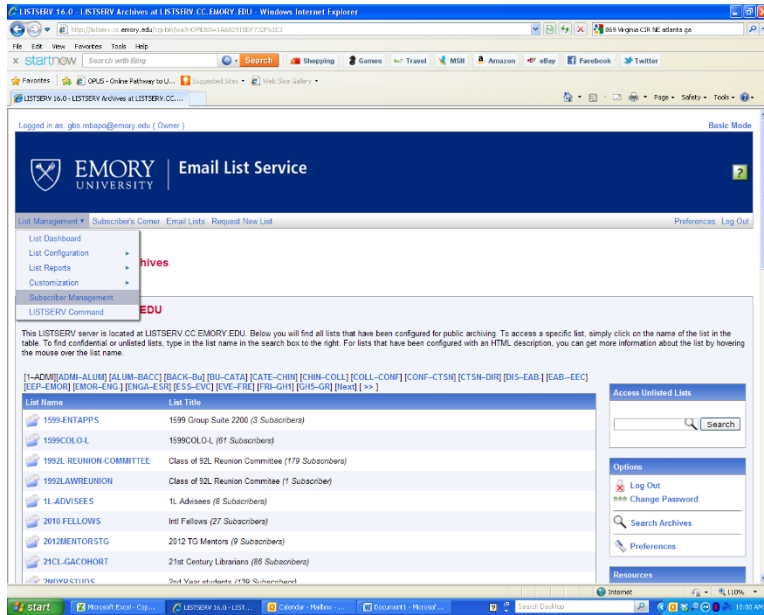 LISTSERV 16.0 - LISTSERV Archives at LISTSERV.CC.EMORY.EDU - Windows Internet Explorer
869 Virginia CIR NE atlanta ga
File Edit View Favorites Tools Help
x startnow Search with Bing Search Shopping Games Travel MSN Amazon eBay Facebook Twitter
Favorites OPUS - Online Pathway to U... Suggested Sites Web Slice Gallery
LISTSERV 16.0 - LISTSERV Archives at LISTSERV.CC....
Page Safety Tools
Logged in as: gbs.mbapo@emory.edu ( Owner ) Basic Mode
EMORY
UNIVERSITY
Email List Service
?
List Management Subscriber's Corner Email Lists Request New List Preferences Log Out
List Dashboard
List Configuration
List Reports
Customization
Subscriber Management
LISTSERV Command
hives
EDU
This LISTSERV server is located at LISTSERV.CC.EMORY.EDU. Below you will find all lists that have been configured for public archiving. To access a specific list, simply click on the name of the list in the
table. To find confidential or unlisted lists, type in the list name in the search box to the right. For lists that have been configured with an HTML description, you can get more information about the list by hovering
the mouse over the list name.
[1-ADMI][ADMI-ALUM] [ALUM-BACC] [BACK-Bu] [BU-CATA] [CATE-CHIN] [CHIN-COLL] [COLL-CONF] [CONF-CTSN] [CTSN-DIR] [DIS-EAB-] [EAB.-EEC]
[EEP-EMOR] [EMOR-ENG.] [ENGA-ESR] [ESS-EVC] [EVE-FRE] [FRI-GH1] [GH5-GR] [Next] [ >> ]
List Name List Title
1599-ENTAPPS 1599 Group Suite 2200 (3 Subscribers)
1599COLO-L 1599COLO-L (61 Subscribers)
1992L-REUNION-COMMITTEE Class of 92L Reunion Committee (179 Subscribers)
1992LAWREUNION Class of 92L Reunion Commitee (1 Subscriber)
1L-ADVISEES 1L Advisees (8 Subscribers)
2010-FELLOWS Intl Fellows (27 Subscribers)
2012MENTORSTG 2012 TG Mentors (9 Subscribers)
21CL-GACOHORT 21st Century Librarians (86 Subscribers)
2NDYRSTUDS 2nd Year students (139 Subscribers)
Access Unlisted Lists
Search
Options
Log Out
Change Password
Search Archives
Preferences
Resources
Internet 110%
start Microsoft Excel - Cop... LISTSERV 16.0 - LIST... Calendar - Mailbox - ... Document1 - Microsof... Search Desktop 10:00 AM